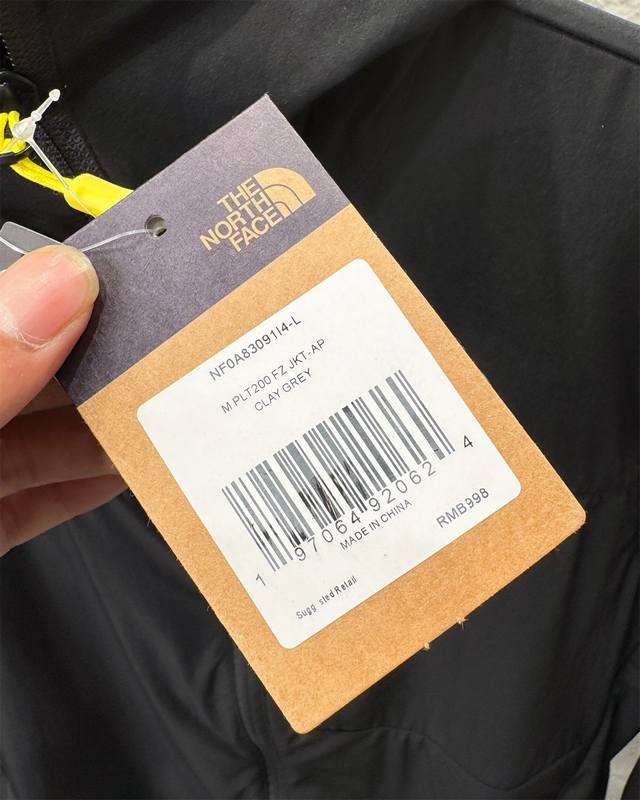 THE
NORTH
FACE
NF0A83091I4-L
M PLT200 FZ JKT-AP
CLAY GREY
1 97064 92062 4
MADE IN CHINA
RMB998
Sugg sted Retail